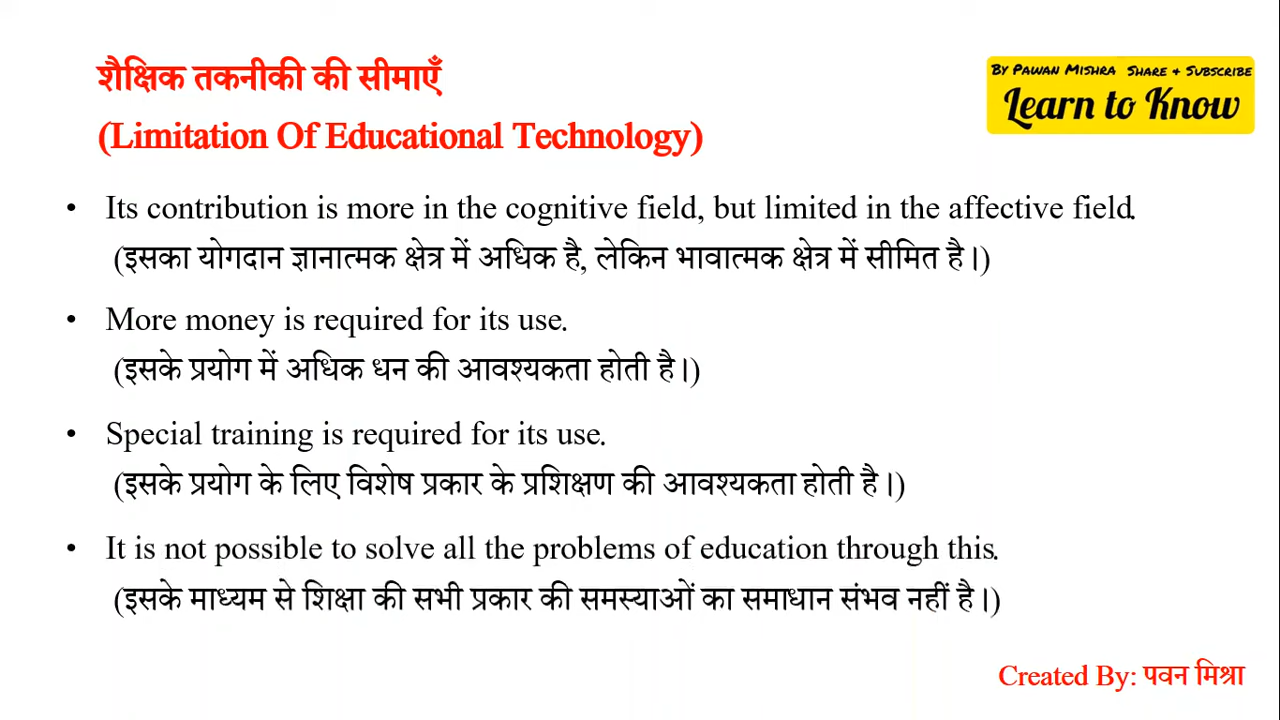 शैक्षिक तकनीकी की सीमाएँ
(Limitation Of Educational Technology)
By Pawan Mishra Share & Subscribe
Learn to Know
• Its contribution is more in the cognitive field, but limited in the affective field.
(इसका योगदान ज्ञानात्मक क्षेत्र में अधिक है, लेकिन भावात्मक क्षेत्र में सीमित है।)
• More money is required for its use.
(इसके प्रयोग में अधिक धन की आवश्यकता होती है।)
• Special training is required for its use.
(इसके प्रयोग के लिए विशेष प्रकार के प्रशिक्षण की आवश्यकता होती है।)
• It is not possible to solve all the problems of education through this.
(इसके माध्यम से शिक्षा की सभी प्रकार की समस्याओं का समाधान संभव नहीं है।)
Created By: पवन मिश्रा